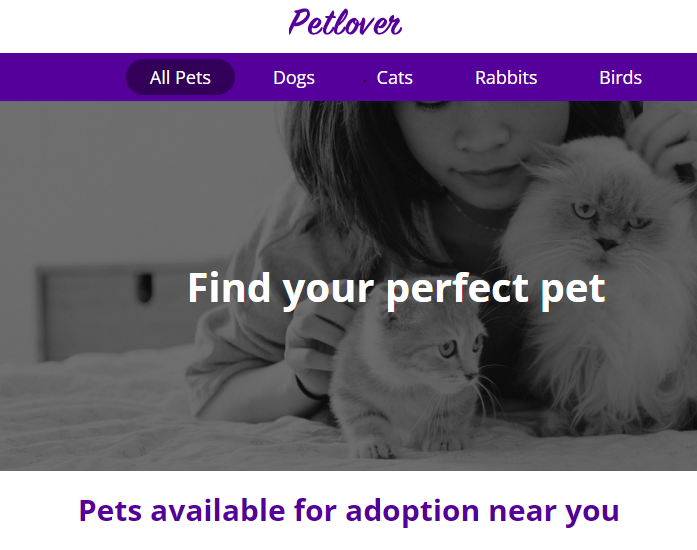 Petlover
All Pets Dogs Cats Rabbits Birds
Find your perfect pet
Pets available for adoption near you